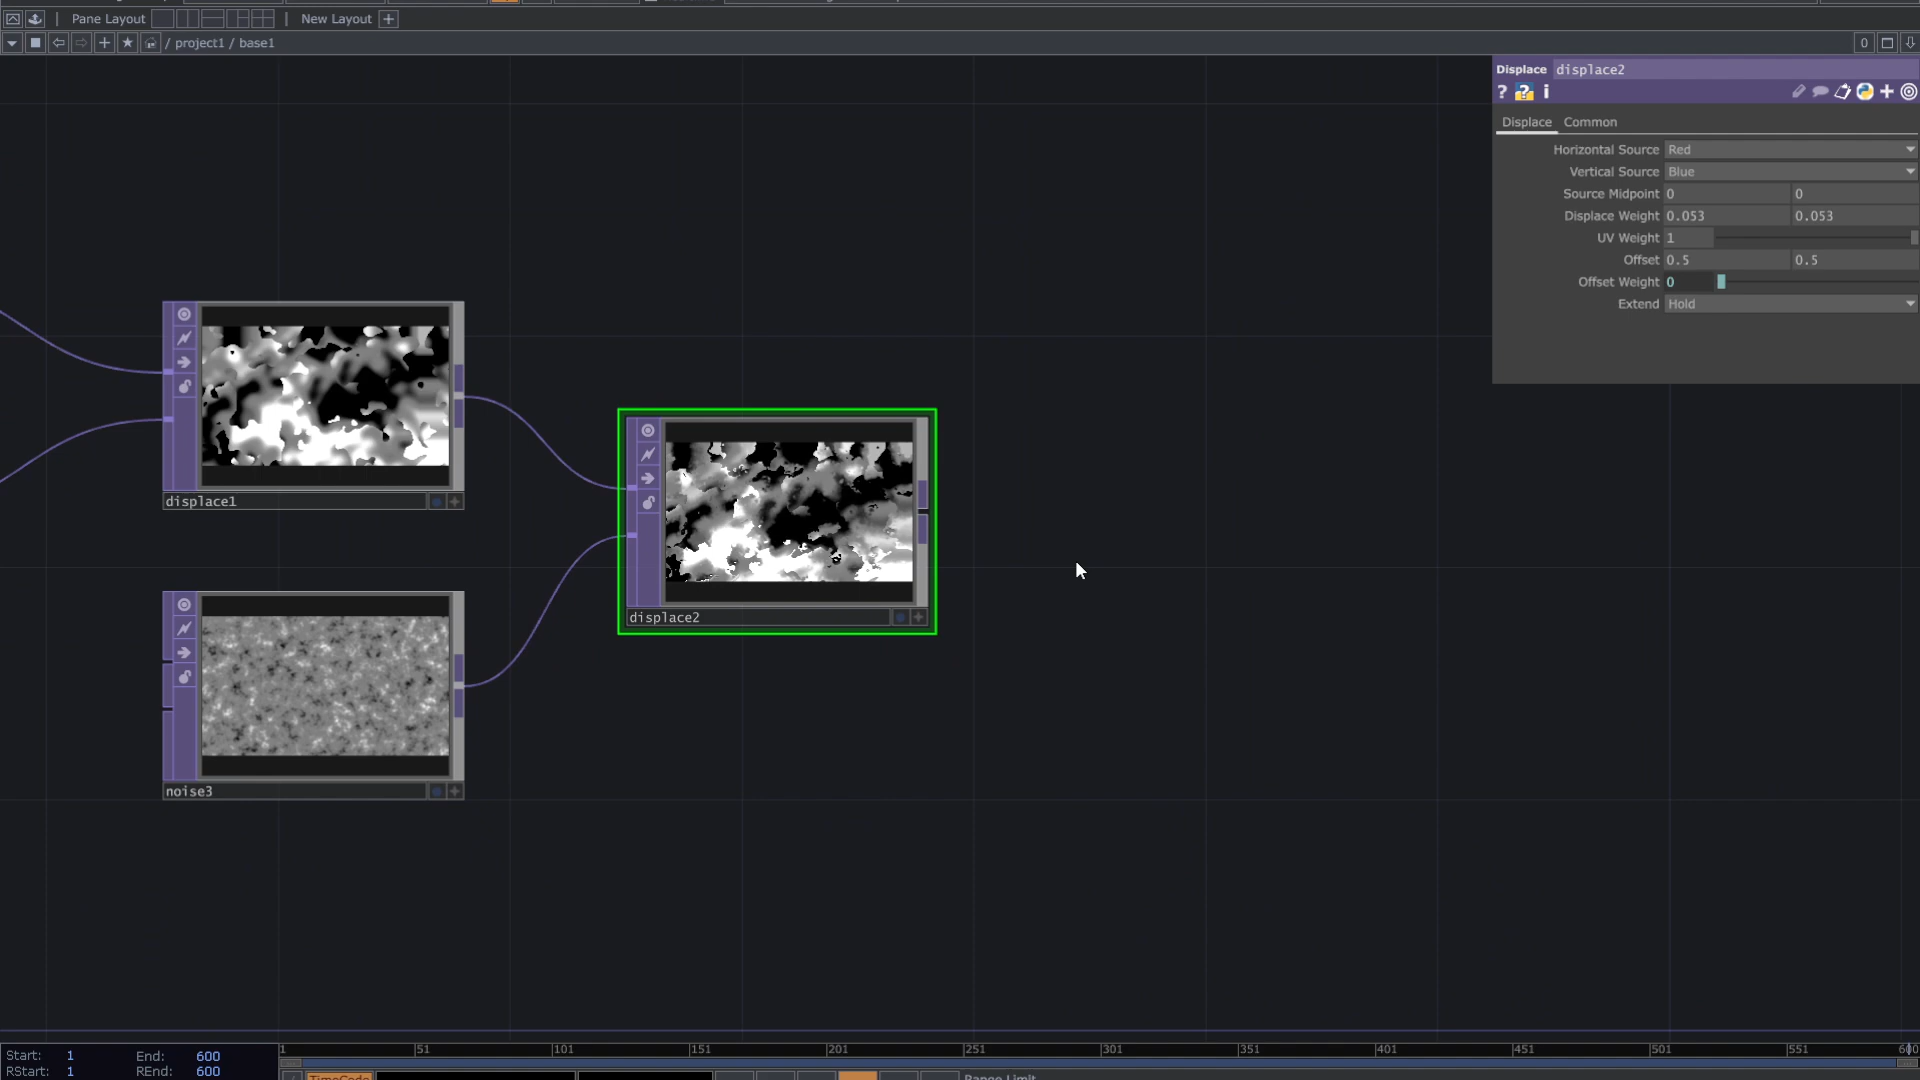 Pane Layout | New Layout +
/ project1 / base1
0
Displace displace2
? ? i
Displace Common
Horizontal Source Red
Vertical Source Blue
Source Midpoint 0 0
Displace Weight 0.053 0.053
UV Weight 1
Offset 0.5 0.5
Offset Weight 0
Extend Hold
displace1
displace2
noise3
Start: 1 End: 600
RStart: 1 REnd: 600
1 51 101 151 201 251 301 351 401 451 501 551 600
TimeCode
Range Limit